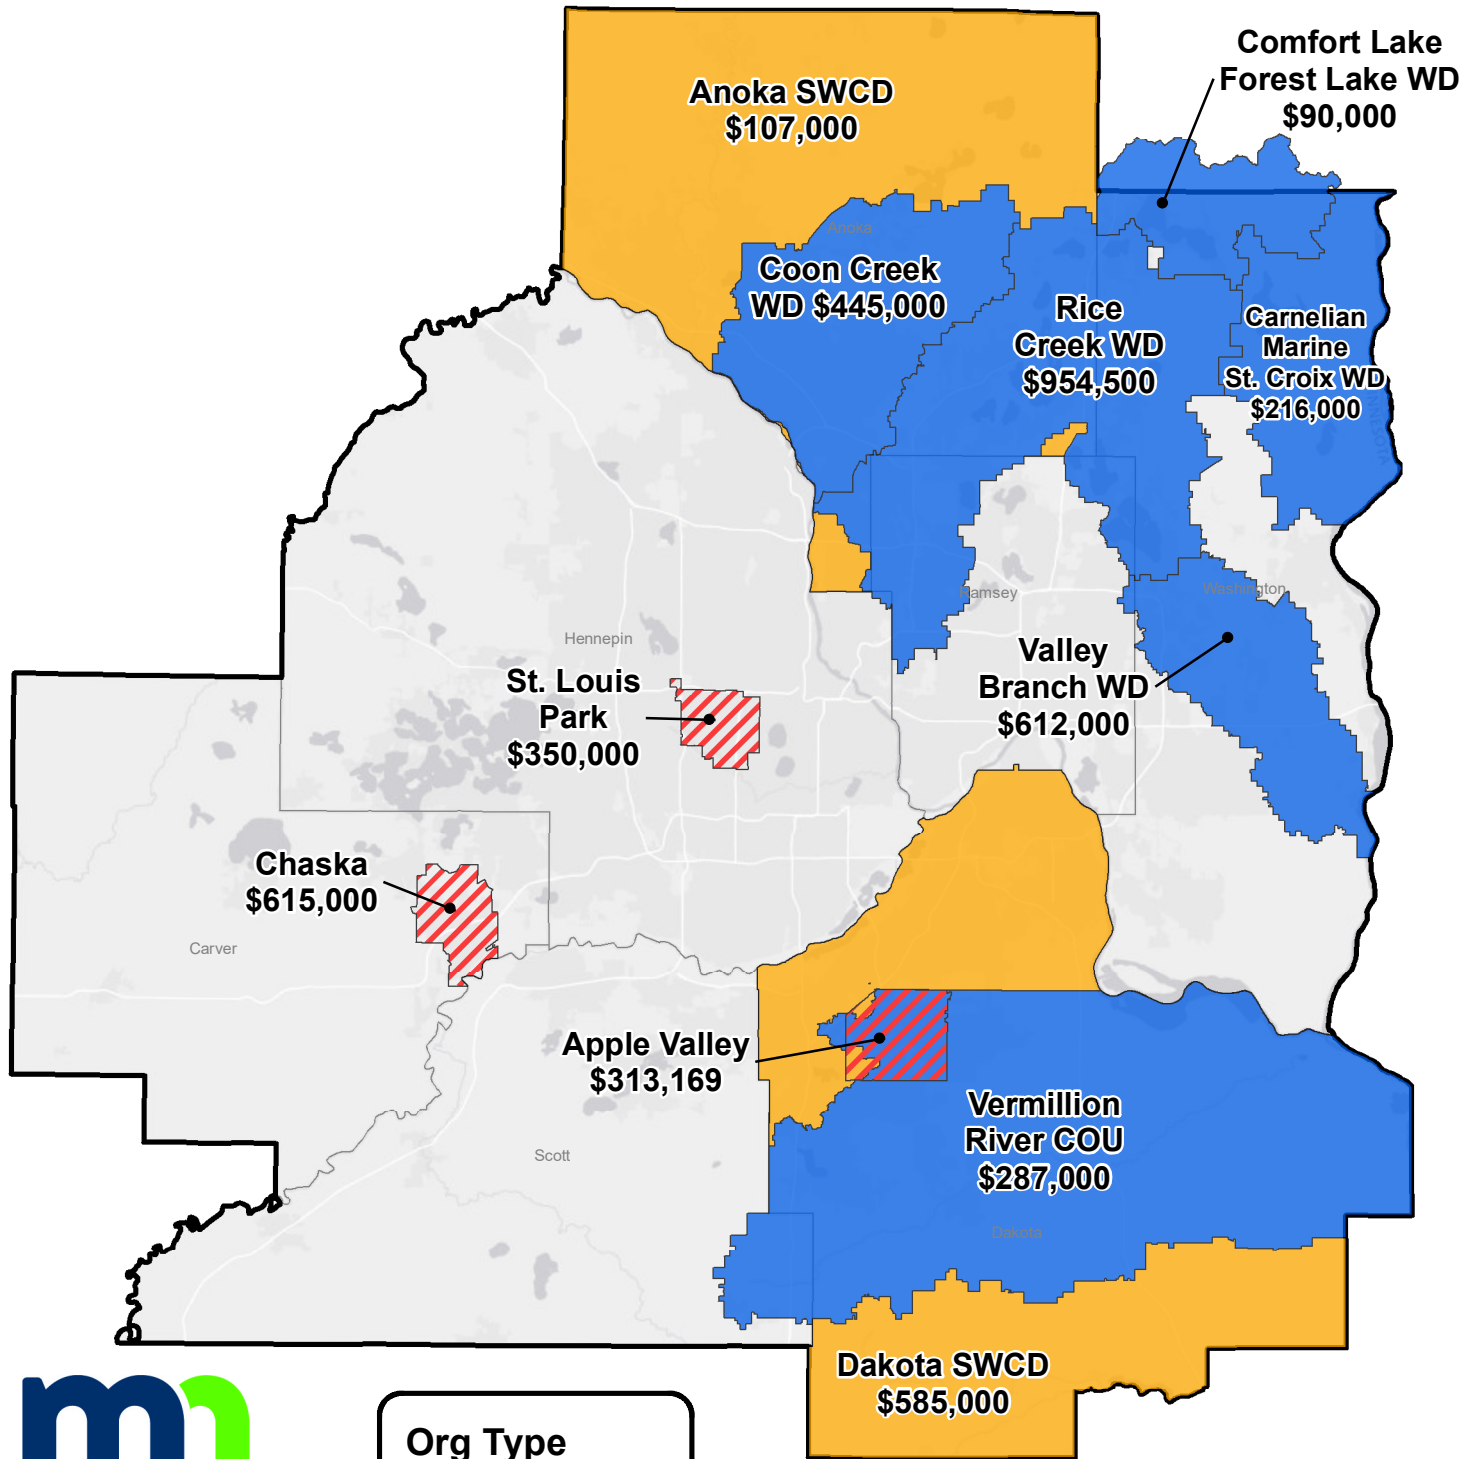 Comfort Lake
Forest Lake WD
$90,000
Anoka SWCD
$107,000
Anoka
Coon Creek
WD $445,000
Rice
Creek WD
$954,500
Carnelian
Marine
St. Croix WD
$216,000
Ramsey
Washington
Hennepin
St. Louis
Park
$350,000
Valley
Branch WD
$612,000
Chaska
$615,000
Carver
Apple Valley
$313,169
Vermillion
River COU
$287,000
Scott
Dakota
Dakota SWCD
$585,000
Org Type